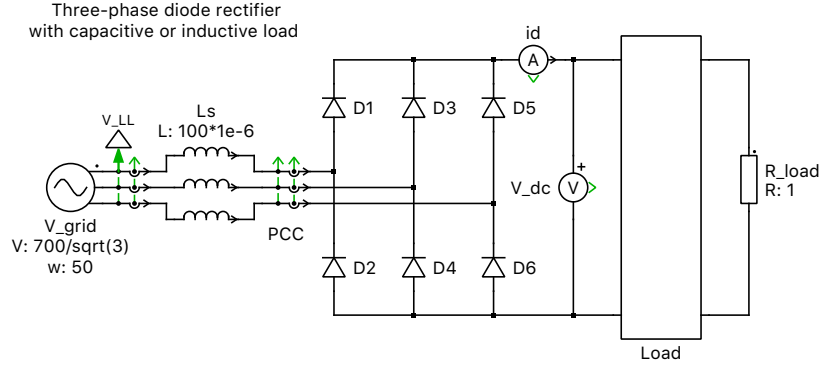 Three-phase diode rectifier
with capacitive or inductive load
id
A
V_LL
Ls
L: 100*1e-6
D1
D3
D5
+
V_dc
V
R_load
R: 1
V_grid
V: 700/sqrt(3)
w: 50
PCC
D2
D4
D6
Load